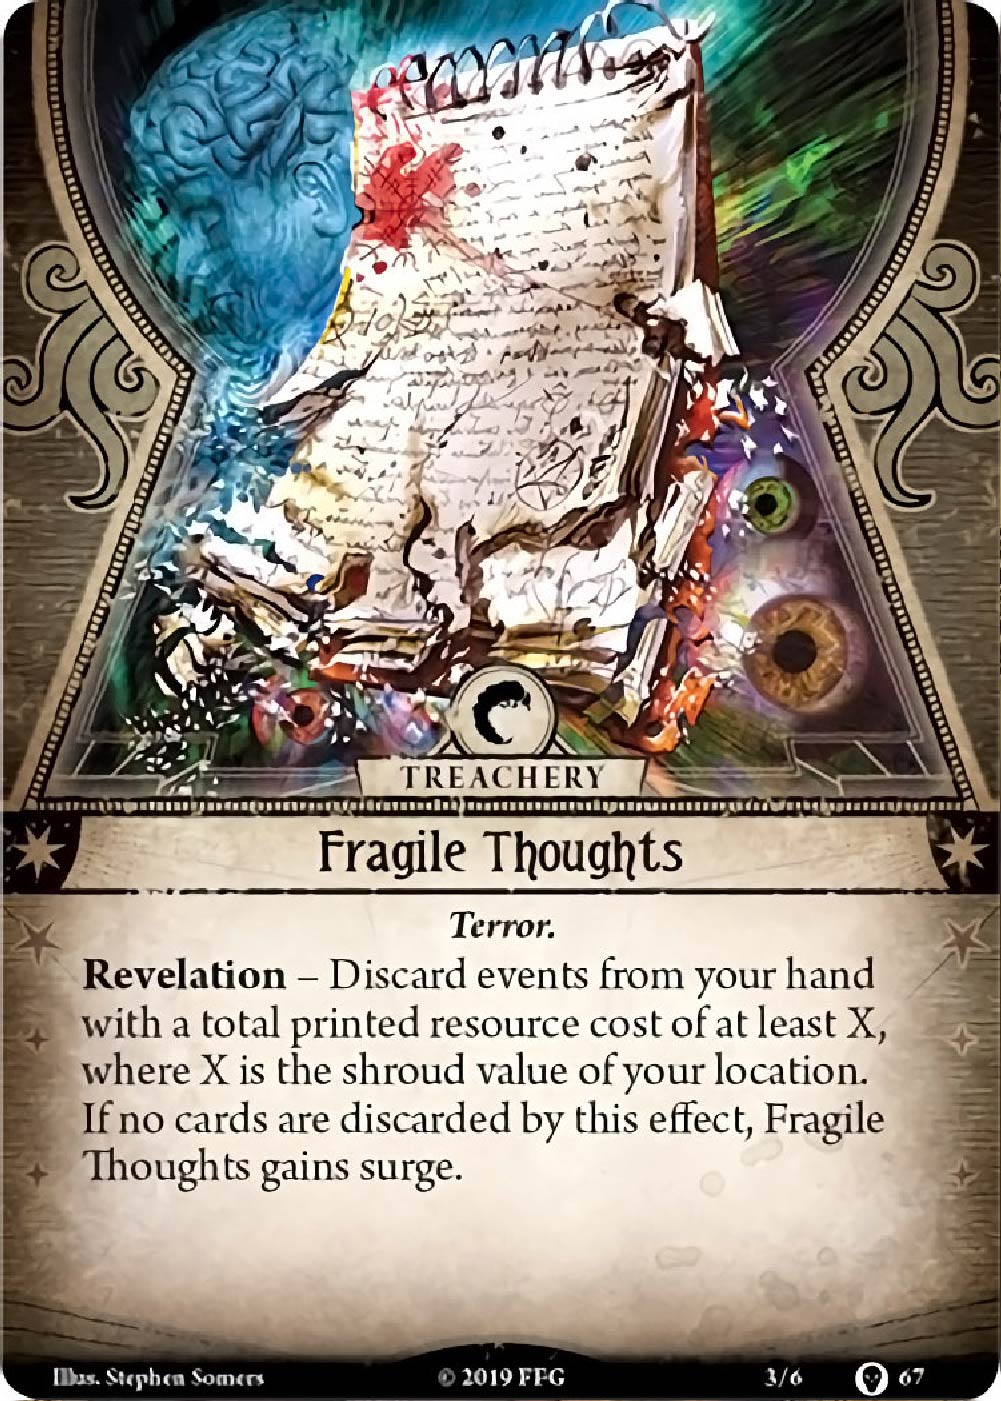 TREACHERY
Fragile Thoughts
Terror.
Revelation – Discard events from your hand
with a total printed resource cost of at least X,
where X is the shroud value of your location.
If no cards are discarded by this effect, Fragile
Thoughts gains surge.
Illus. Stephen Somers
© 2019 FFG
3/6
67